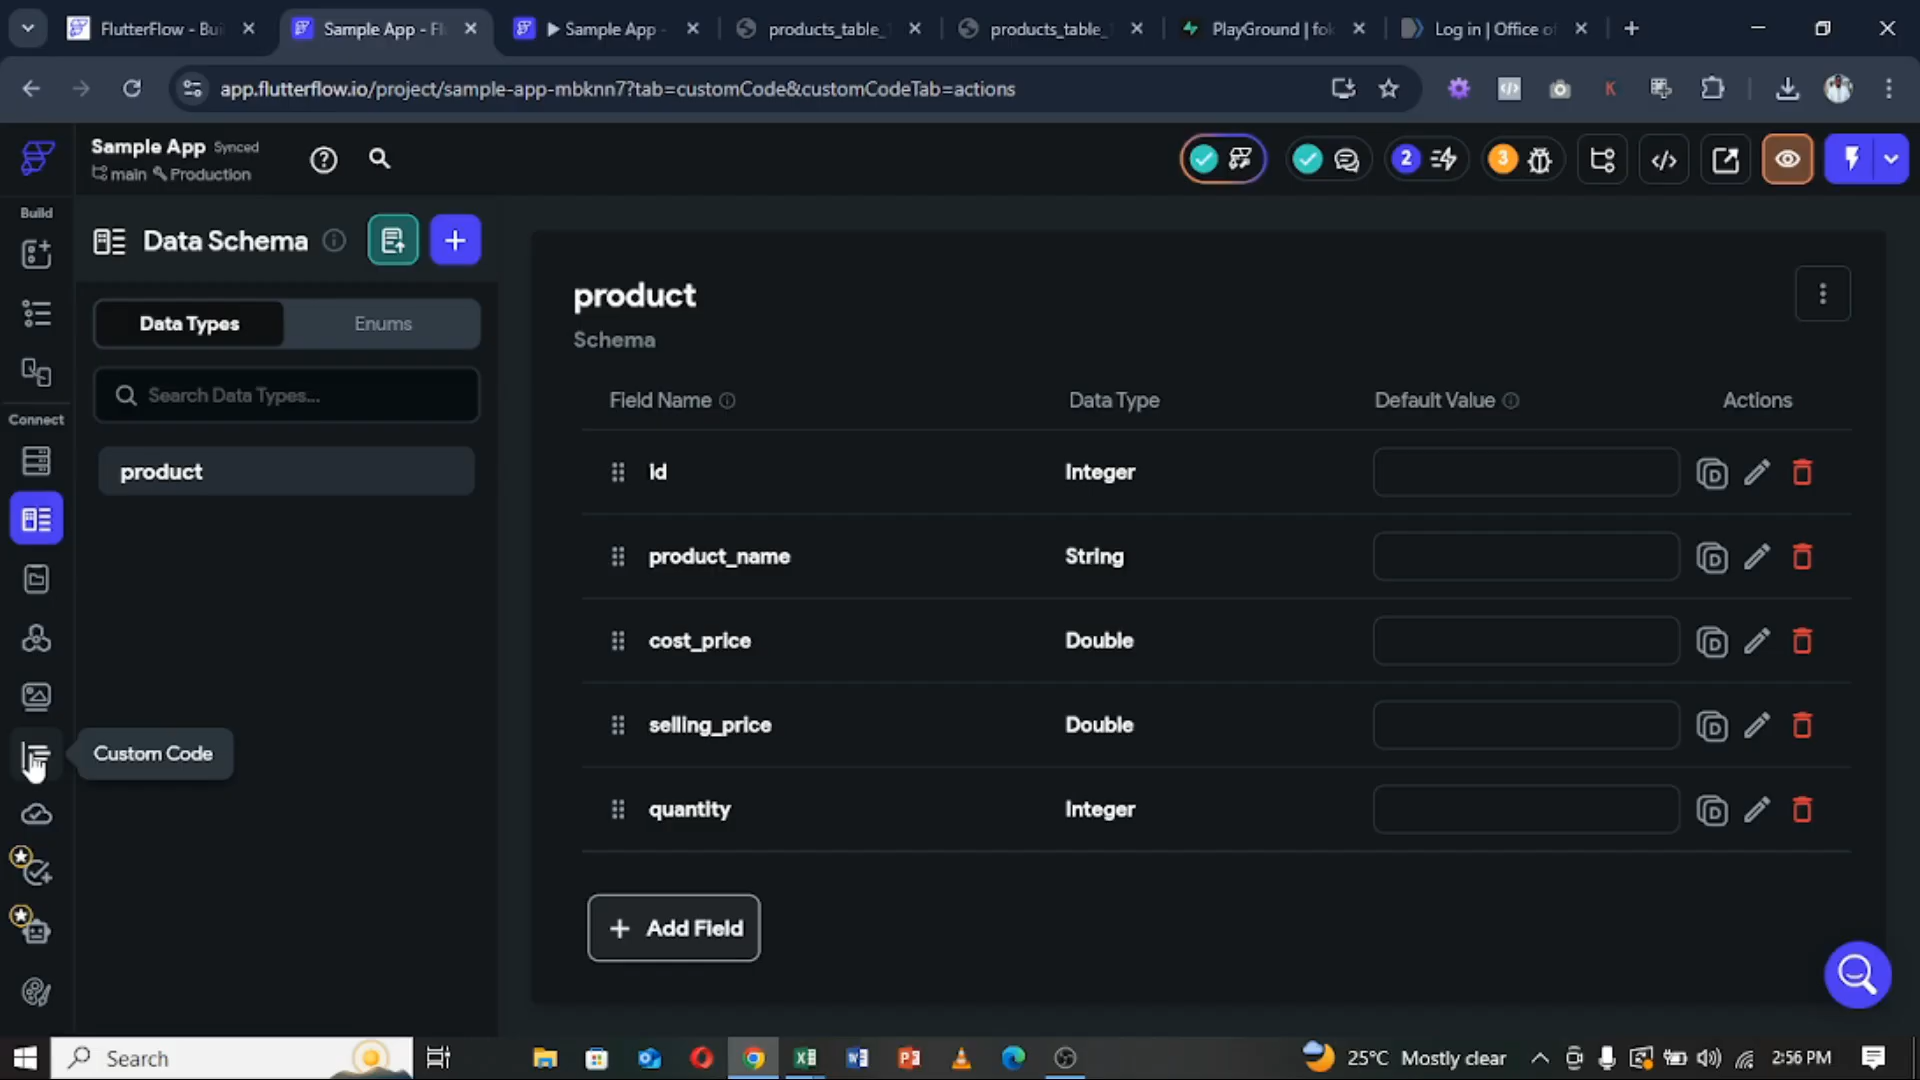 FlutterFlow - Bui
Sample App - Fl
Sample App -
products_table_
products_table_
PlayGround | fok
Log in | Office of
app.flutterflow.io/project/sample-app-mbknn7?tab=customCode&customCodeTab=actions
K
Sample App Synced
main Production
2
3
Build
Data Schema
Data Types
Enums
Search Data Types...
Connect
product
Custom Code
product
Schema
Field Name
Data Type
Default Value
Actions
id
Integer
product_name
String
cost_price
Double
selling_price
Double
quantity
Integer
+ Add Field
Search
25°C Mostly clear
2:56 PM